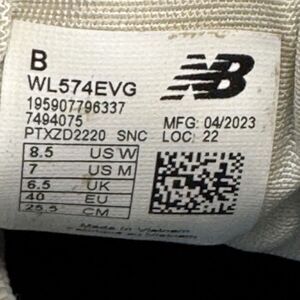 B
WL574EVG
195907796337
7494075
PTXZD2220 SNC
MFG: 04/2023
LOC: 22
8.5 US W
7 US M
6.5 UK
40 EU
25.5 CM
Made in Vietnam